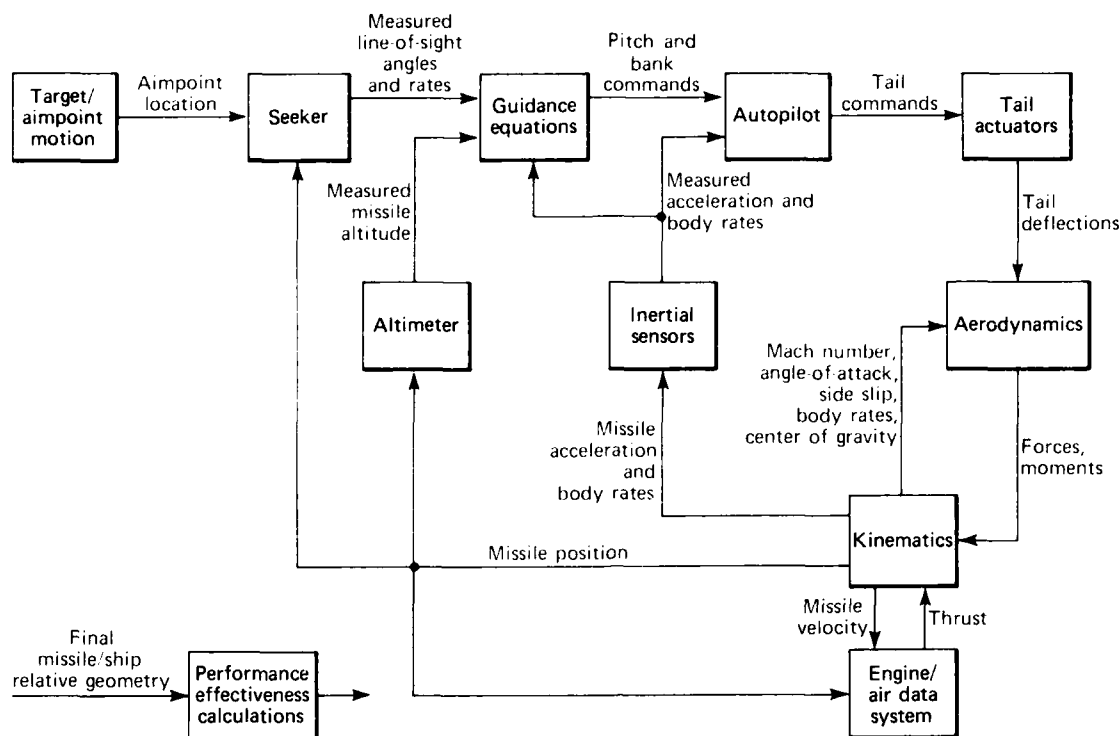 Target/
aimpoint
motion
Aimpoint
location
Seeker
Measured
line-of-sight
angles
and rates
Guidance
equations
Pitch and
bank
commands
Autopilot
Tail
commands
Tail
actuators
Measured
missile
altitude
Measured
acceleration and
body rates
Tail
deflections
Altimeter
Inertial
sensors
Aerodynamics
Mach number,
angle-of-attack,
side slip,
body rates,
center of gravity
Missile
acceleration
and
body rates
Forces,
moments
Kinematics
Missile position
Missile
velocity
Thrust
Engine/
air data
system
Final
missile/ship
relative geometry
Performance
effectiveness
calculations